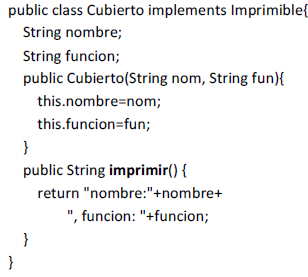 public class Cubierto implements Imprimible{
String nombre;
String funcion;
public Cubierto(String nom, String fun){
this.nombre=nom;
this.funcion=fun;
}
public String imprimir() {
return "nombre:"+nombre+
", funcion: "+funcion;
}
}